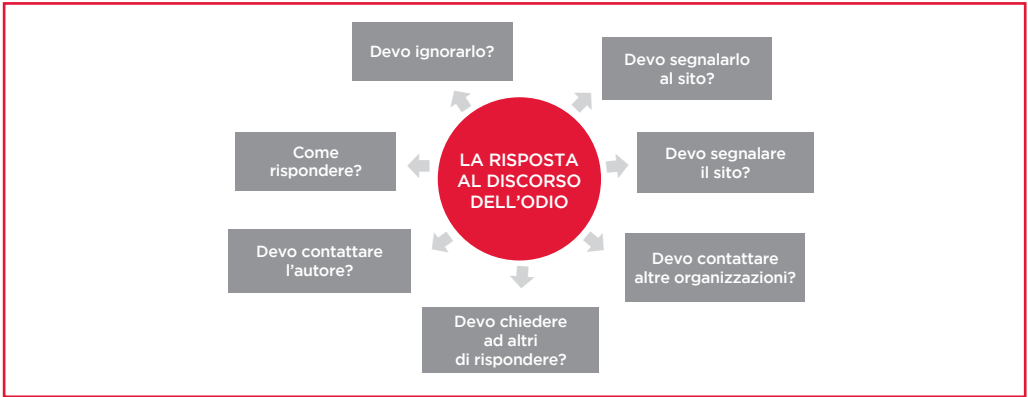 Devo ignorarlo?
Devo segnalarlo
al sito?
Come
rispondere?
LA RISPOSTA
AL DISCORSO
DELL'ODIO
Devo segnalare
il sito?
Devo contattare
l'autore?
Devo contattare
altre organizzazioni?
Devo chiedere
ad altri
di rispondere?